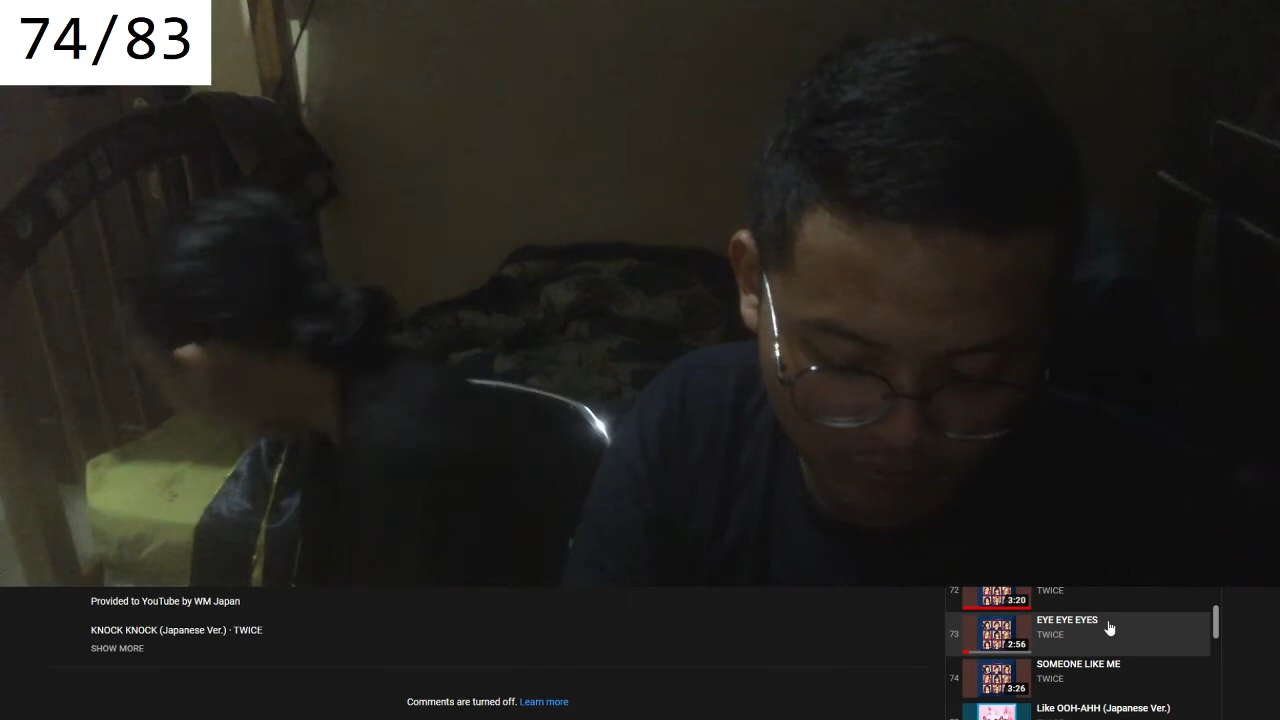 74/83
Provided to YouTube by WM Japan
KNOCK KNOCK (Japanese Ver.) · TWICE
SHOW MORE
Comments are turned off. Learn more
72
TWICE
3:20
73
EYE EYE EYES
TWICE
2:56
74
SOMEONE LIKE ME
TWICE
3:26
Like OOH-AHH (Japanese Ver.)